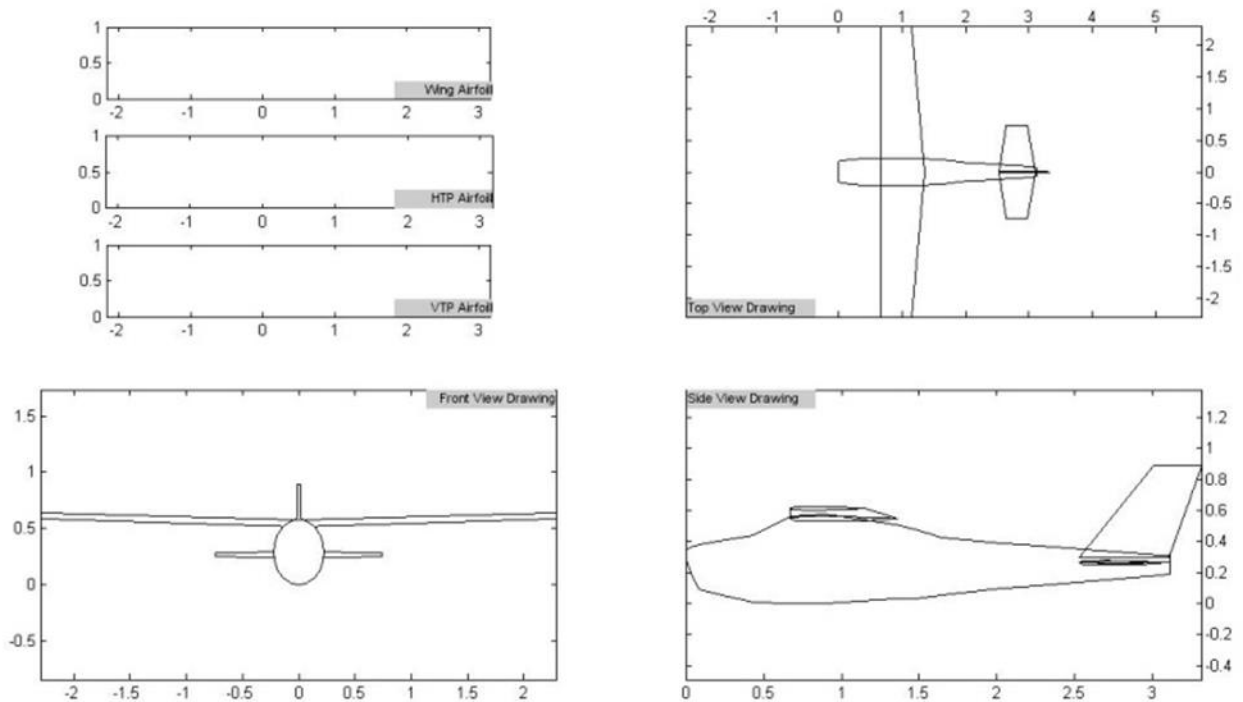 1
0.5
0
Wing Airfoil
-2 -1 0 1 2 3
1
0.5
0
HTP Airfoil
-2 -1 0 1 2 3
1
0.5
0
VTP Airfoil
-2 -1 0 1 2 3
-2 -1 0 1 2 3 4 5
2
1.5
1
0.5
0
-0.5
-1
-1.5
-2
Top View Drawing
Front View Drawing
1.5
1
0.5
0
-0.5
-2 -1.5 -1 -0.5 0 0.5 1 1.5 2
Side View Drawing
1.2
1
0.8
0.6
0.4
0.2
0
-0.2
-0.4
0 0.5 1 1.5 2 2.5 3